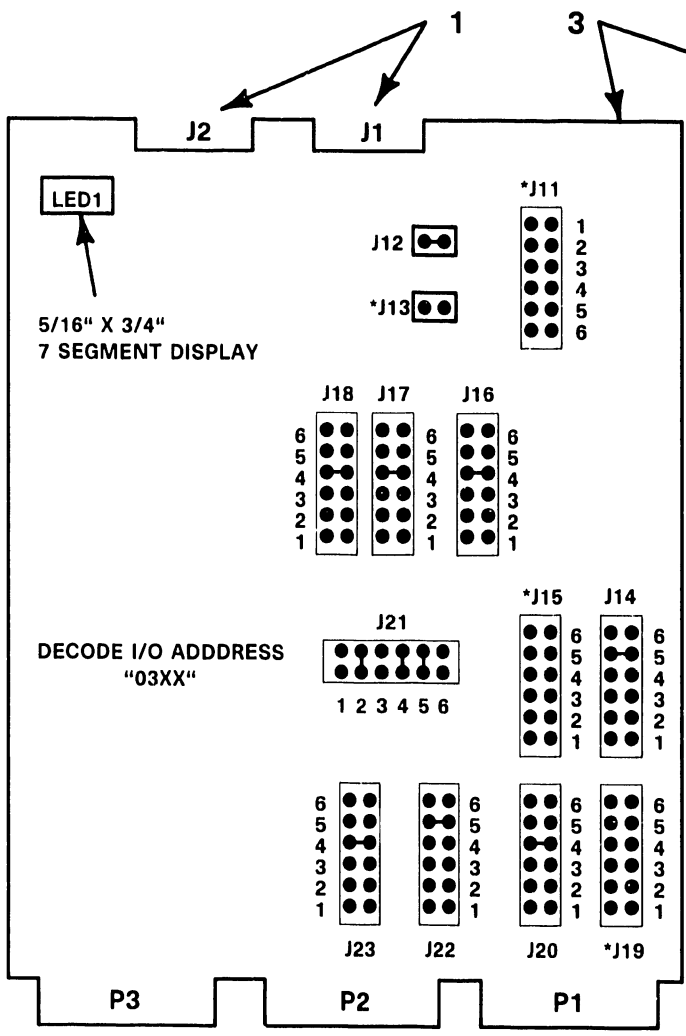 1 3
J2 J1
LED1
*J11
J12
1
2
3
4
5
6
*J13
5/16“ X 3/4“
7 SEGMENT DISPLAY
J18 J17 J16
6 6 6
5 5 5
4 4 4
3 3 3
2 2 2
1 1 1
*J15 J14
6 6
5 5
4 4
3 3
2 2
1 1
J21
1 2 3 4 5 6
DECODE I/O ADDDRESS
“03XX“
6 6 6 6
5 5 5 5
4 4 4 4
3 3 3 3
2 2 2 2
1 1 1 1
J23 J22 J20 *J19
P3 P2 P1